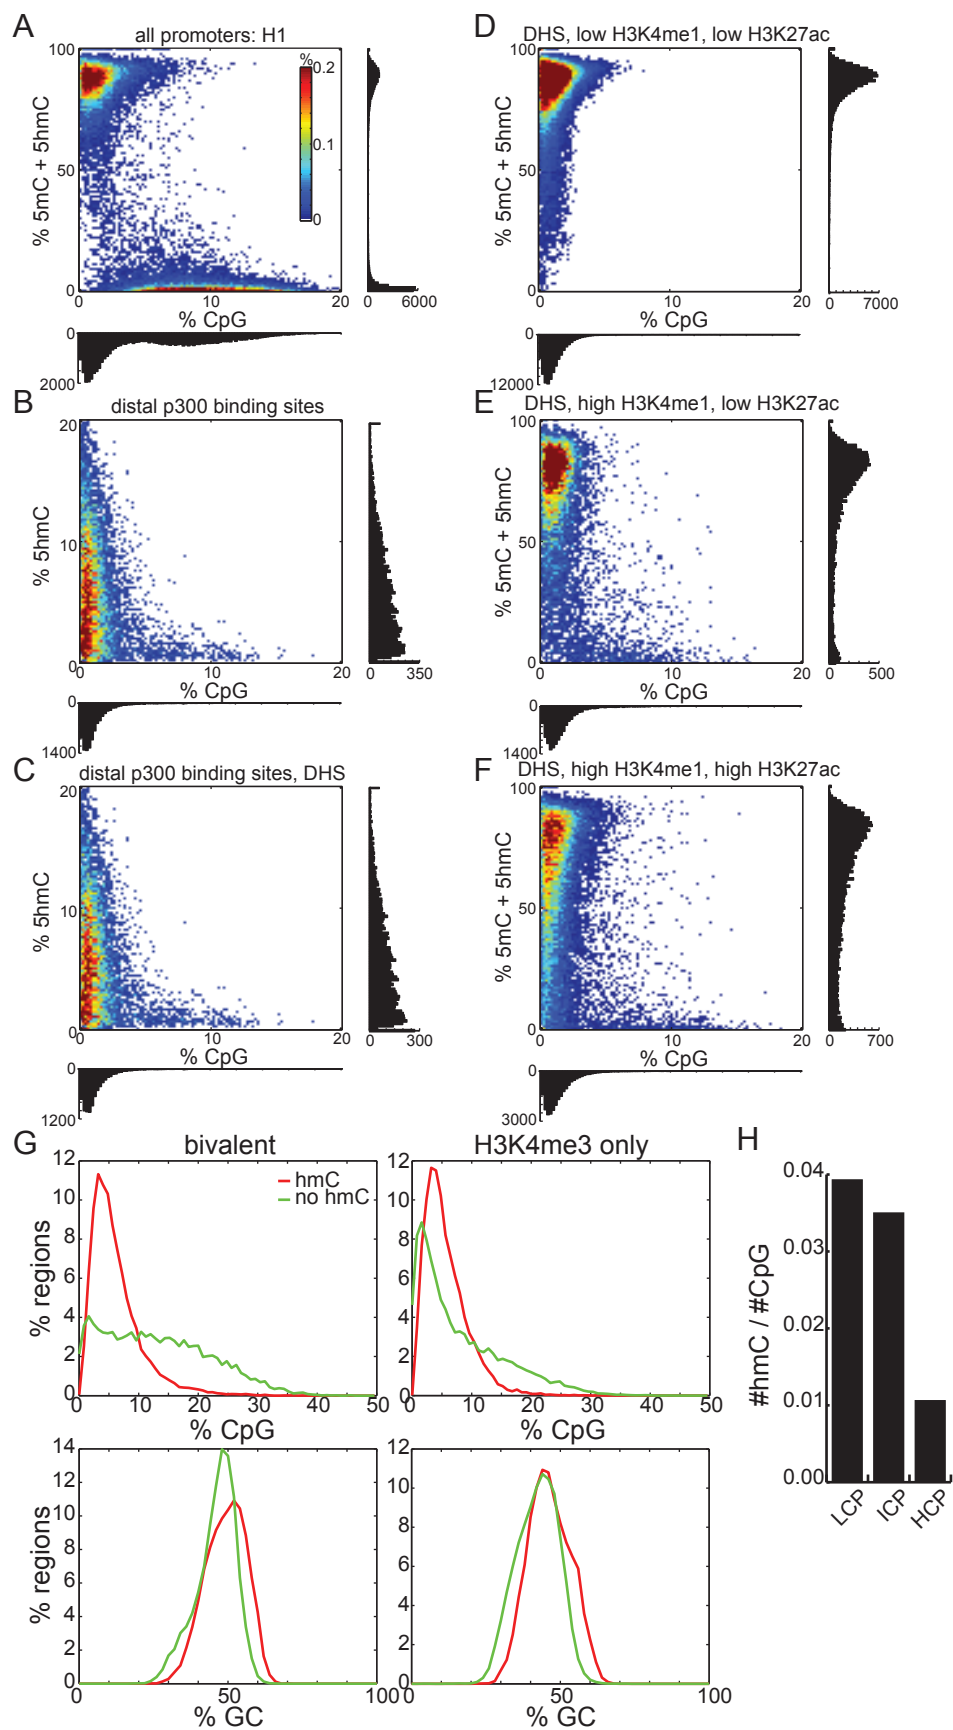 A
all promoters: H1
100
50
0
% 5mC + 5hmC
%
0.2
0.1
0
0
10
20
% CpG
0
6000
0
2000
D
DHS, low H3K4me1, low H3K27ac
100
50
0
% 5mC + 5hmC
0
10
20
% CpG
0
7000
0
12000
B
distal p300 binding sites
20
10
0
% 5hmC
0
10
20
% CpG
0
350
0
1400
E
DHS, high H3K4me1, low H3K27ac
100
50
0
% 5mC + 5hmC
0
10
20
% CpG
0
500
0
1400
C
distal p300 binding sites, DHS
20
10
0
% 5hmC
0
10
20
% CpG
0
300
0
1200
F
DHS, high H3K4me1, high H3K27ac
100
50
0
% 5mC + 5hmC
0
10
20
% CpG
0
700
0
3000
G
bivalent
12
10
8
6
4
2
0
% regions
hmC
no hmC
0
10
20
30
40
50
% CpG
H3K4me3 only
12
10
8
6
4
2
0
0
10
20
30
40
50
% CpG
14
12
10
8
6
4
2
0
% regions
0
50
100
% GC
12
10
8
6
4
2
0
0
50
100
% GC
H
0.04
0.03
0.02
0.01
0.00
#hmC / #CpG
LCP
ICP
HCP